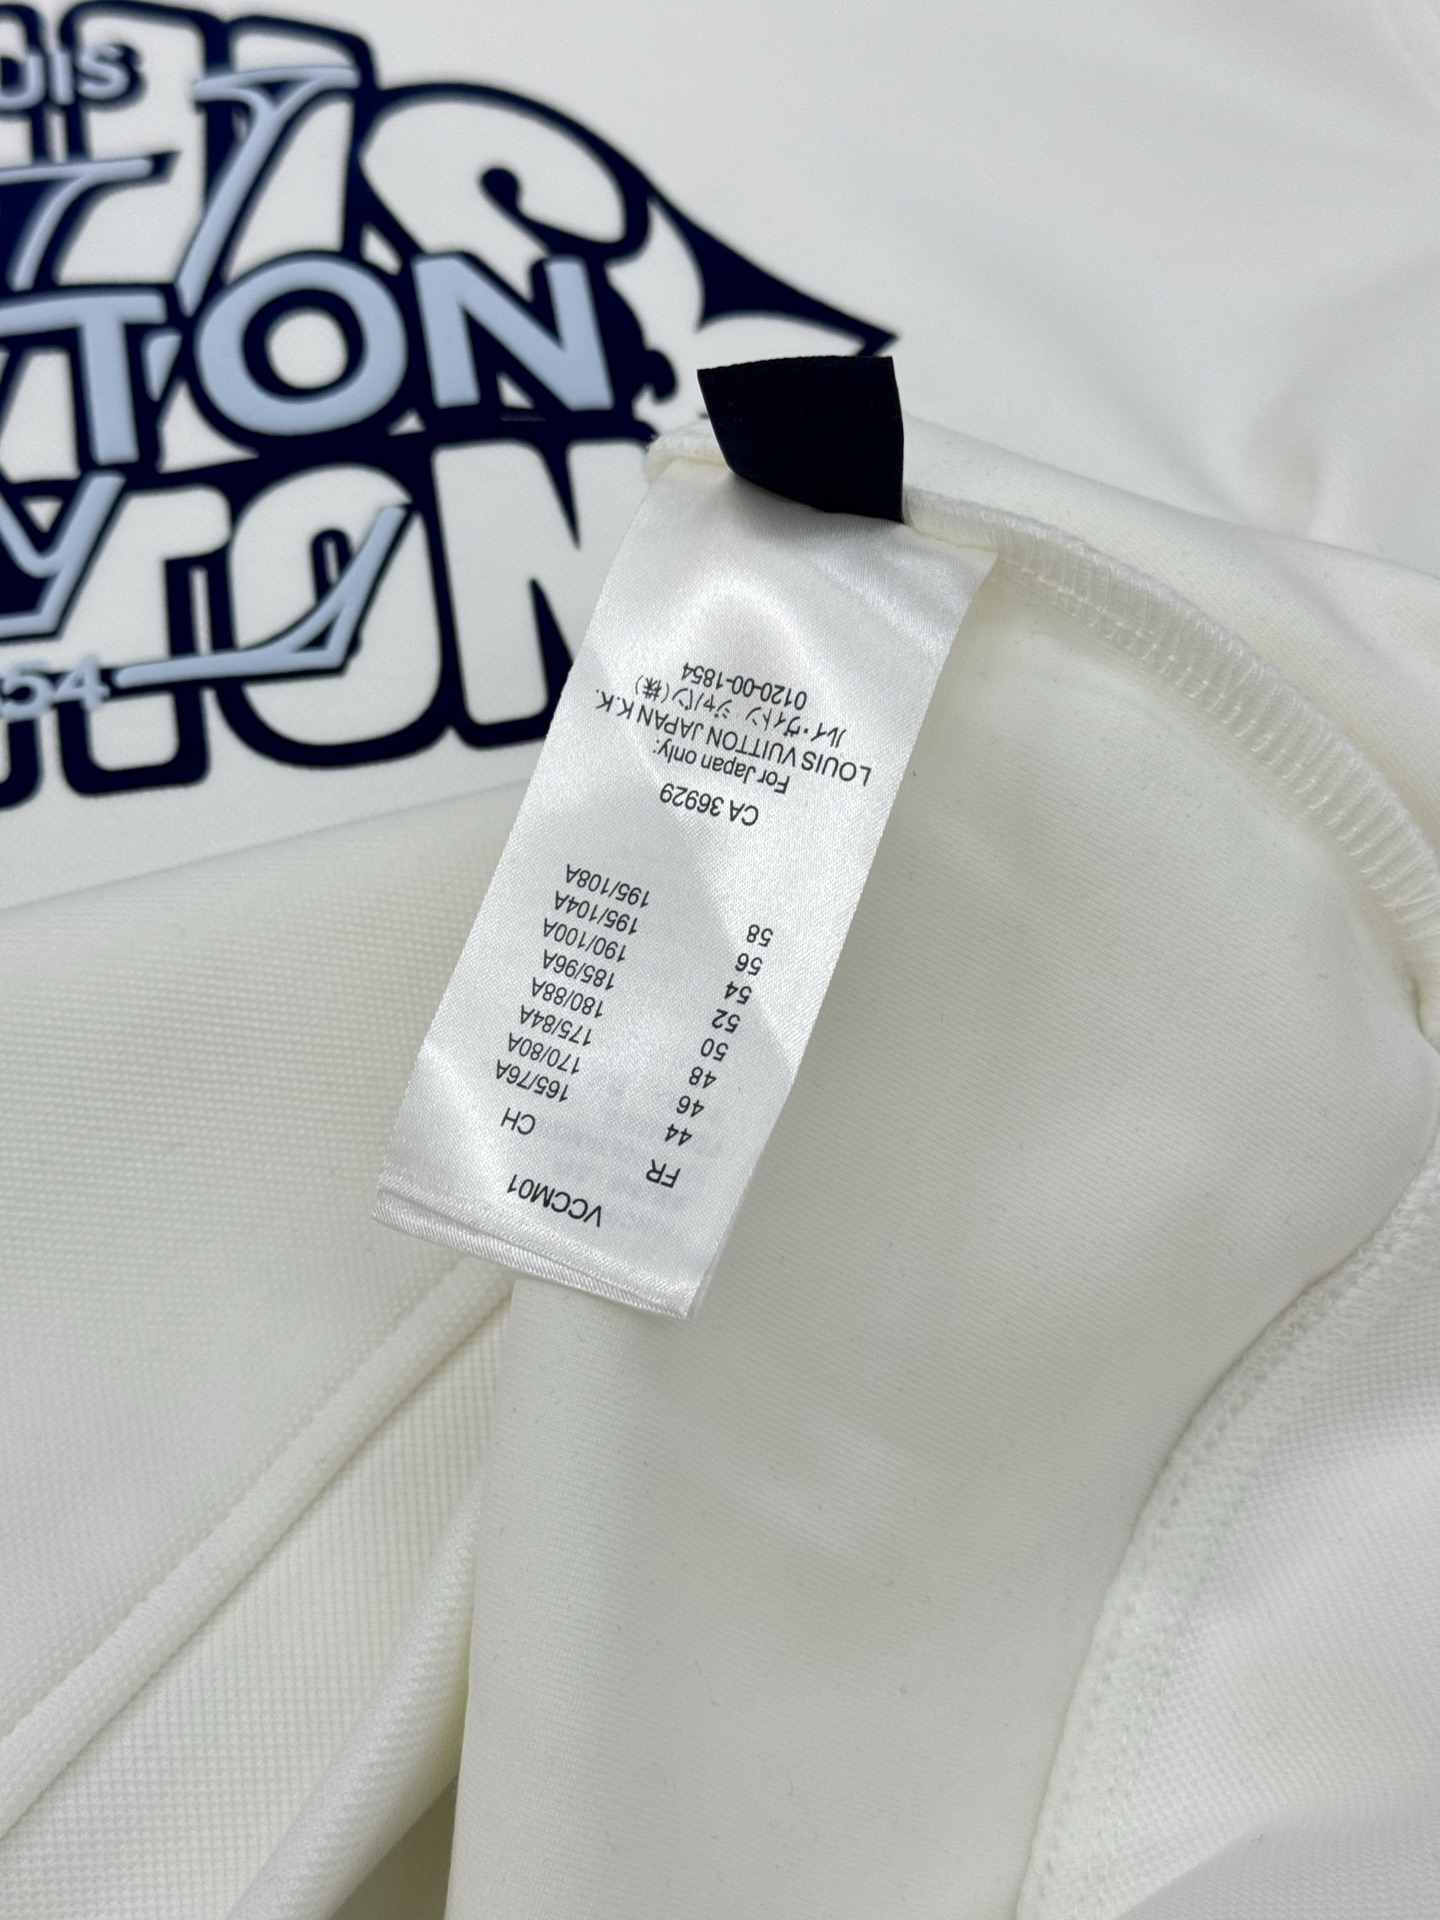 UIS
TON
TON
54
VCCM01
FR CH
44 165/76A
46 170/80A
48 175/84A
50 180/88A
52 185/96A
54 190/100A
56 195/104A
58 195/108A
CA 36929
For Japan only:
LOUIS VUITTON JAPAN K.K.
ルイ・ヴィトン ジャパン(株)
0120-00-1854